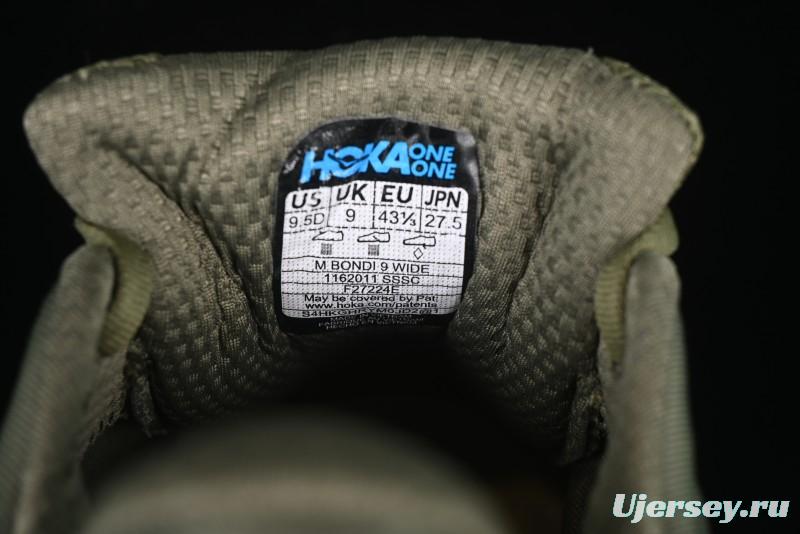 HOKA ONE ONE
US UK EU JPN
9.5D 9 43⅓ 27.5
M BONDI 9 WIDE
1162011 SSSC
F27224E
May be covered by Pat:
www.hoka.com/patents
Ujersey.ru